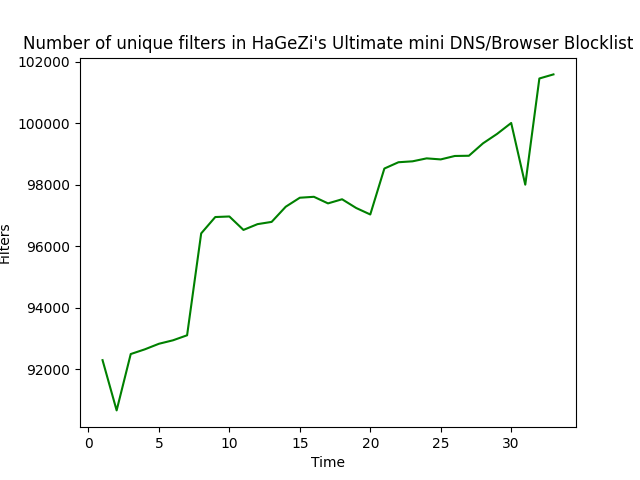 Number of unique filters in HaGeZi's Ultimate mini DNS/Browser Blocklist
102000
100000
98000
96000
94000
92000
Filters
0 5 10 15 20 25 30
Time